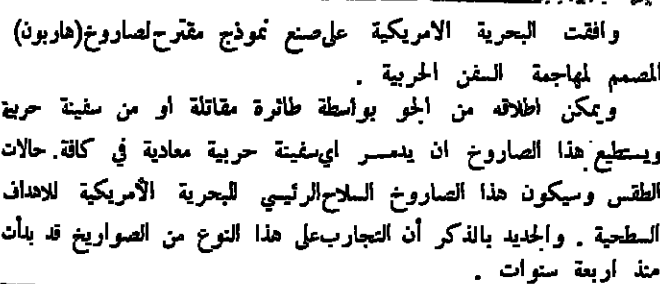 وافقت البحرية الامريكية على صنع نموذج مقترح لصاروخ (هاربون)
المصمم لمهاجمة السفن الحربية .
ويمكن اطلاقه من الجو بواسطة طائرة مقاتلة أو من سفينة حربية
ويستطيع هذا الصاروخ ان يدمــر اي سفينة حربية معادية في كافة حالات
الطقس وسيكون هذا الصاروخ السلاح الرئيسي للبحرية الأمريكية للاهداف
السطحية . والجديد بالذكر أن التجارب على هذا النوع من الصواريخ قد بدأت
منذ اربعة سنوات .